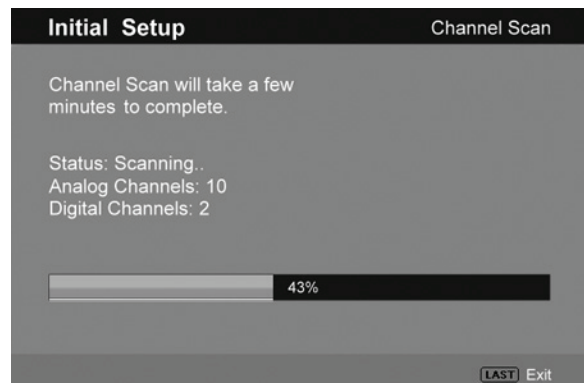 Initial Setup
Channel Scan
Channel Scan will take a few
minutes to complete.
Status: Scanning..
Analog Channels: 10
Digital Channels: 2
43%
LAST Exit